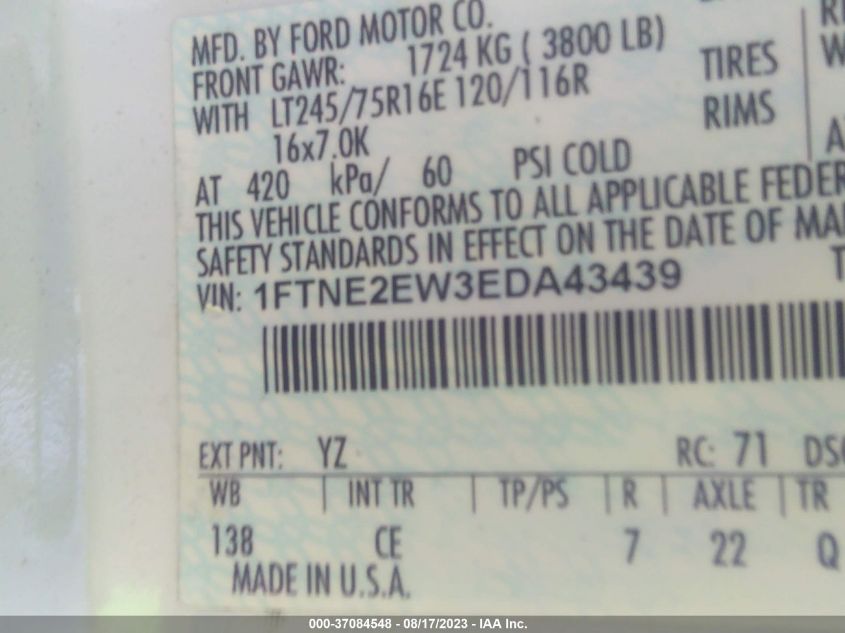 MFD. BY FORD MOTOR CO.
FRONT GAWR: 1724 KG ( 3800 LB)
WITH LT245/75R16E 120/116R TIRES
16x7.0K RIMS
AT 420 kPa/ 60 PSI COLD
THIS VEHICLE CONFORMS TO ALL APPLICABLE FEDER
SAFETY STANDARDS IN EFFECT ON THE DATE OF MA
VIN: 1FTNE2EW3EDA43439
EXT PNT: YZ RC: 71 DS
WB INT TR TP/PS R AXLE TR
138 CE 7 22 Q
MADE IN U.S.A.
000-37084548 - 08/17/2023 - IAA Inc.